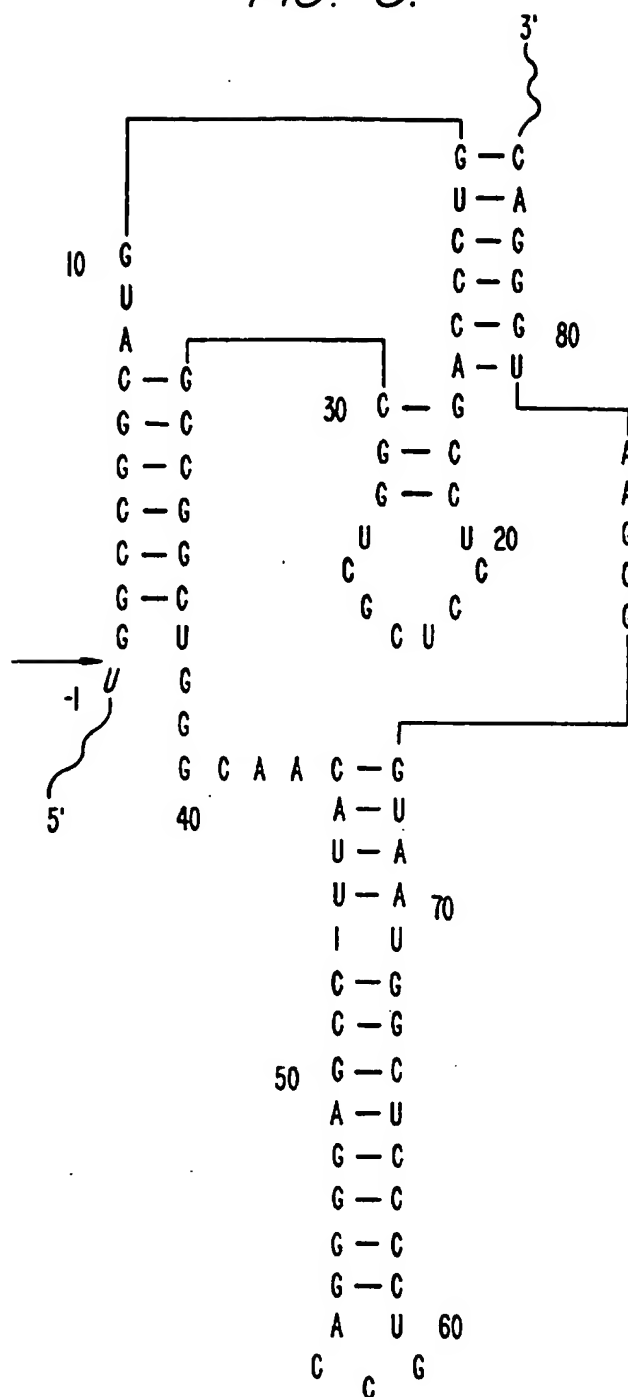 3'
G – C
U – A
10 G C – G
U C – G
A C – G 80
C – G A – U
G – C 30 C – G
G – C G – C
C – G G – C
C – G U U 20
G – C C C
G U G C
C U
U G
-1
G
G C A A C – G
5' 40 A – U
U – A
U – A 70
I U
C – G
C – G
50 G – C
A – U
G – C
G – C
G – C
G – C
A U 60
C C G